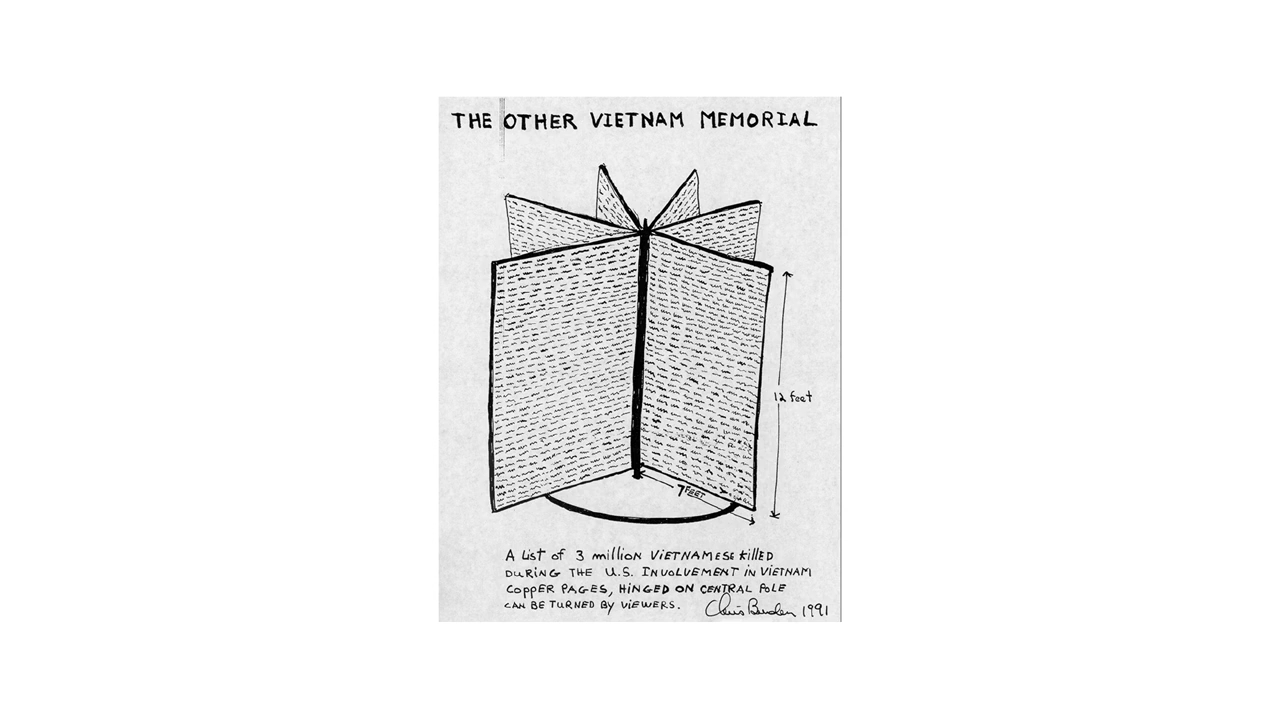 THE OTHER VIETNAM MEMORIAL
12 feet
7 FEET
A List of 3 million VIETNAMESE killed
DURING THE U.S. INVOLVEMENT in VIETNAM
COPPER PAGES, HINGED ON CENTRAL POLE
CAN BE TURNED BY VIEWERS.
Chris Burden 1991